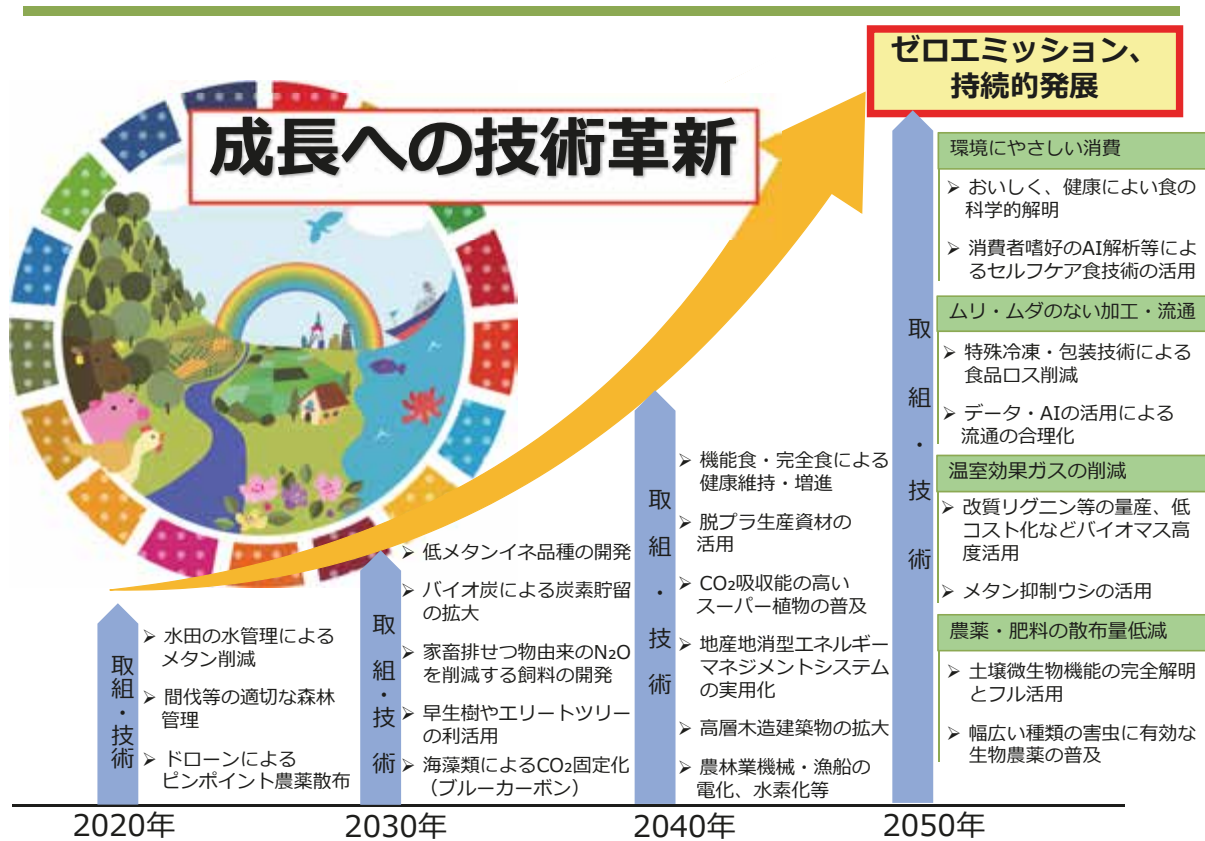 ゼロエミッション、
持続的発展
成長への技術革新
取組・技術
➢ 水田の水管理による
メタン削減
➢ 間伐等の適切な森林
管理
➢ ドローンによる
ピンポイント農薬散布
取組・技術
➢ 低メタンイネ品種の開発
➢ バイオ炭による炭素貯留
の拡大
➢ 家畜排せつ物由来のN₂O
を削減する飼料の開発
➢ 早生樹やエリートツリー
の利活用
➢ 海藻類によるCO₂固定化
（ブルーカーボン）
取組・技術
➢ 機能食・完全食による
健康維持・増進
➢ 脱プラ生産資材の
活用
➢ CO₂吸収能の高い
スーパー植物の普及
➢ 地産地消型エネルギー
マネジメントシステム
の実用化
➢ 高層木造建築物の拡大
➢ 農林業機械・漁船の
電化、水素化等
取組・技術
環境にやさしい消費
➢ おいしく、健康によい食の
科学的解明
➢ 消費者嗜好のAI解析等によ
るセルフケア食技術の活用
ムリ・ムダのない加工・流通
➢ 特殊冷凍・包装技術による
食品ロス削減
➢ データ・AIの活用による
流通の合理化
温室効果ガスの削減
➢ 改質リグニン等の量産、低
コスト化などバイオマス高
度活用
➢ メタン抑制ウシの活用
農薬・肥料の散布量低減
➢ 土壌微生物機能の完全解明
とフル活用
➢ 幅広い種類の害虫に有効な
生物農薬の普及
2020年
2030年
2040年
2050年